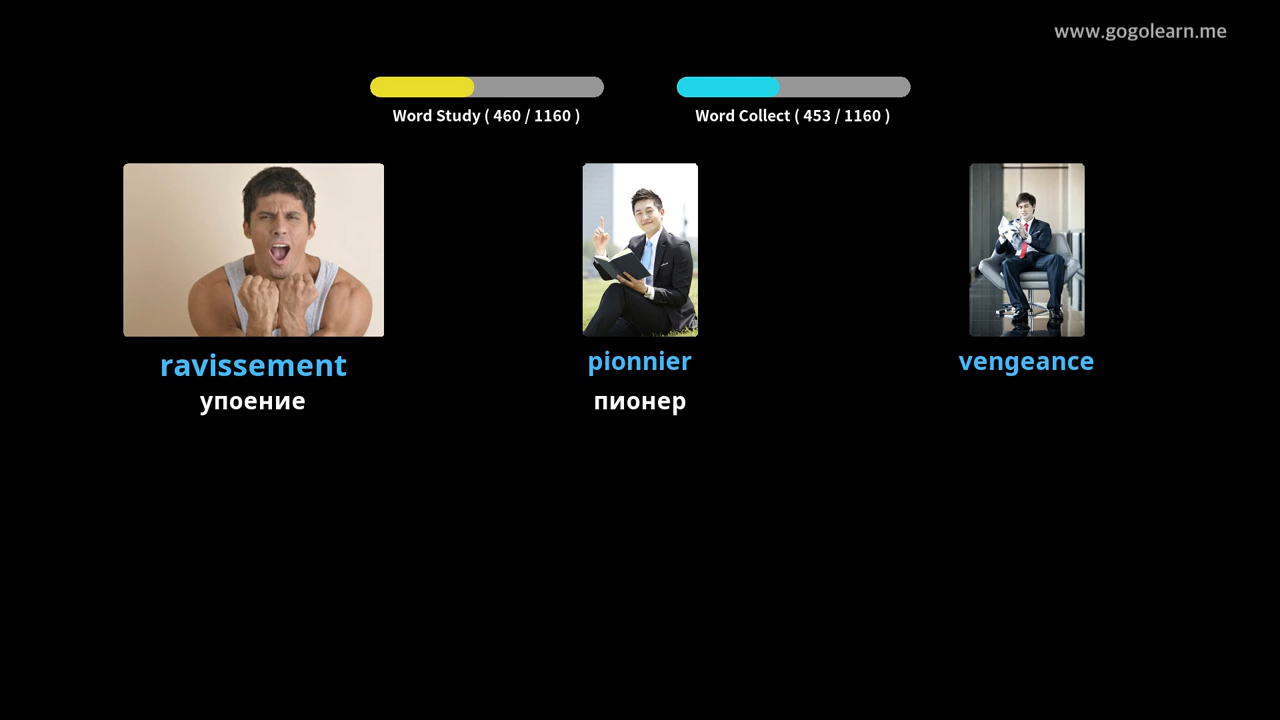 www.gogolearn.me
Word Study ( 460 / 1160 )
Word Collect ( 453 / 1160 )
ravissement
упоение
pionnier
пионер
vengeance